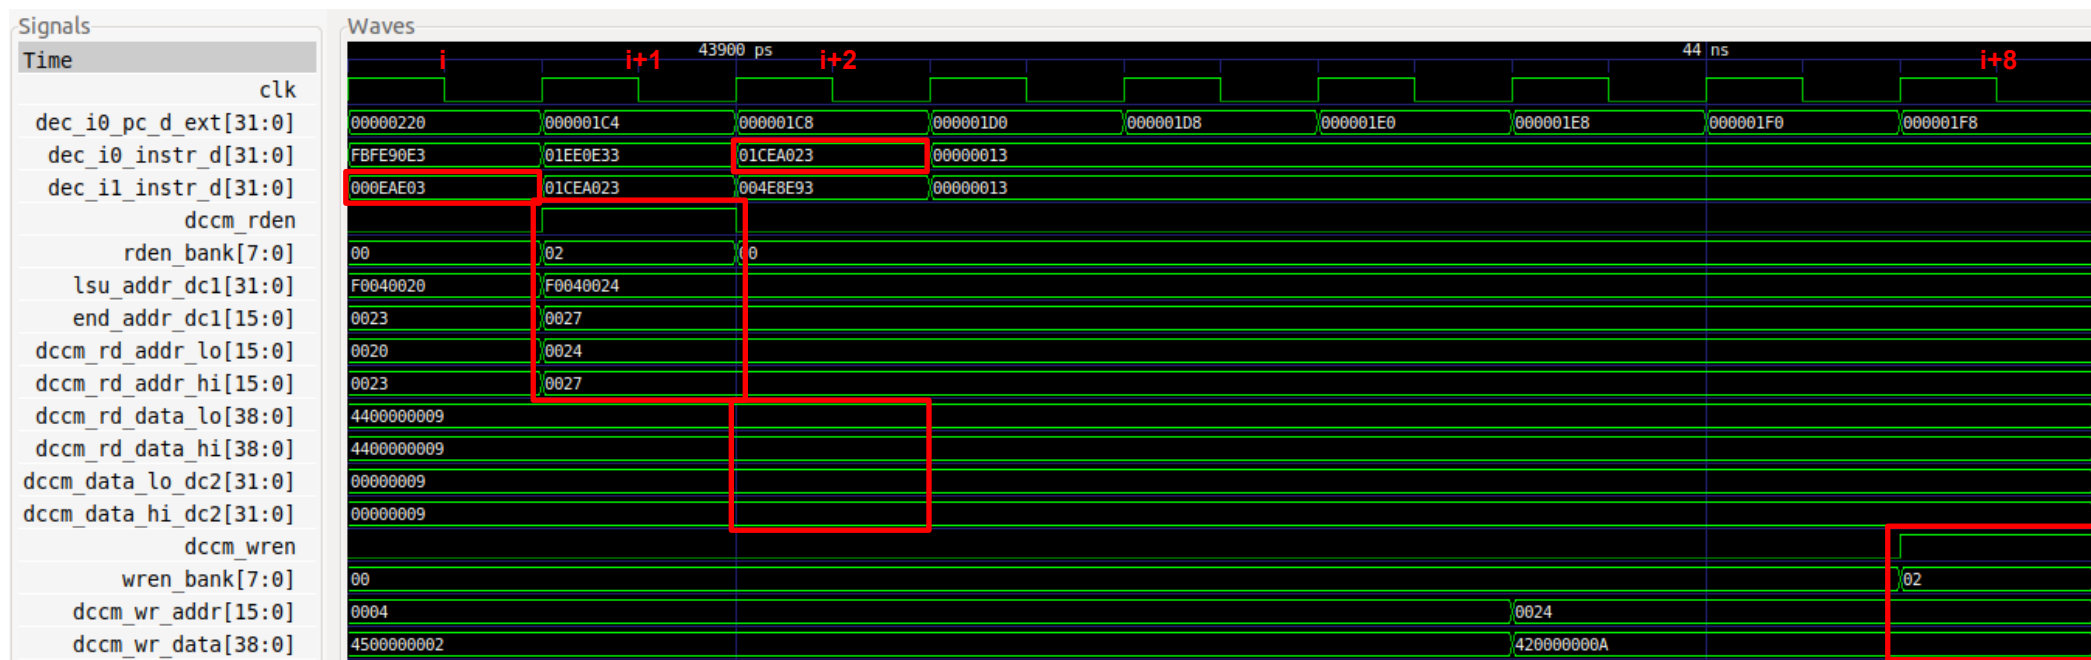 Signals Waves
Time i i+1 43900 ps i+2 44 ns i+8
clk
dec_i0_pc_d_ext[31:0] 00000220 000001C4 000001C8 000001D0 000001D8 000001E0 000001E8 000001F0 000001F8
dec_i0_instr_d[31:0] FBFE90E3 01EE0E33 01CEA023 00000013
dec_i1_instr_d[31:0] 000EAE03 01CEA023 004E8E93 00000013
dccm_rden
rden_bank[7:0] 00 02 00
lsu_addr_dc1[31:0] F0040020 F0040024
end_addr_dc1[15:0] 0023 0027
dccm_rd_addr_lo[15:0] 0020 0024
dccm_rd_addr_hi[15:0] 0023 0027
dccm_rd_data_lo[38:0] 4400000009
dccm_rd_data_hi[38:0] 4400000009
dccm_data_lo_dc2[31:0] 00000009
dccm_data_hi_dc2[31:0] 00000009
dccm_wren
wren_bank[7:0] 00 02
dccm_wr_addr[15:0] 0004 0024
dccm_wr_data[38:0] 4500000002 420000000A